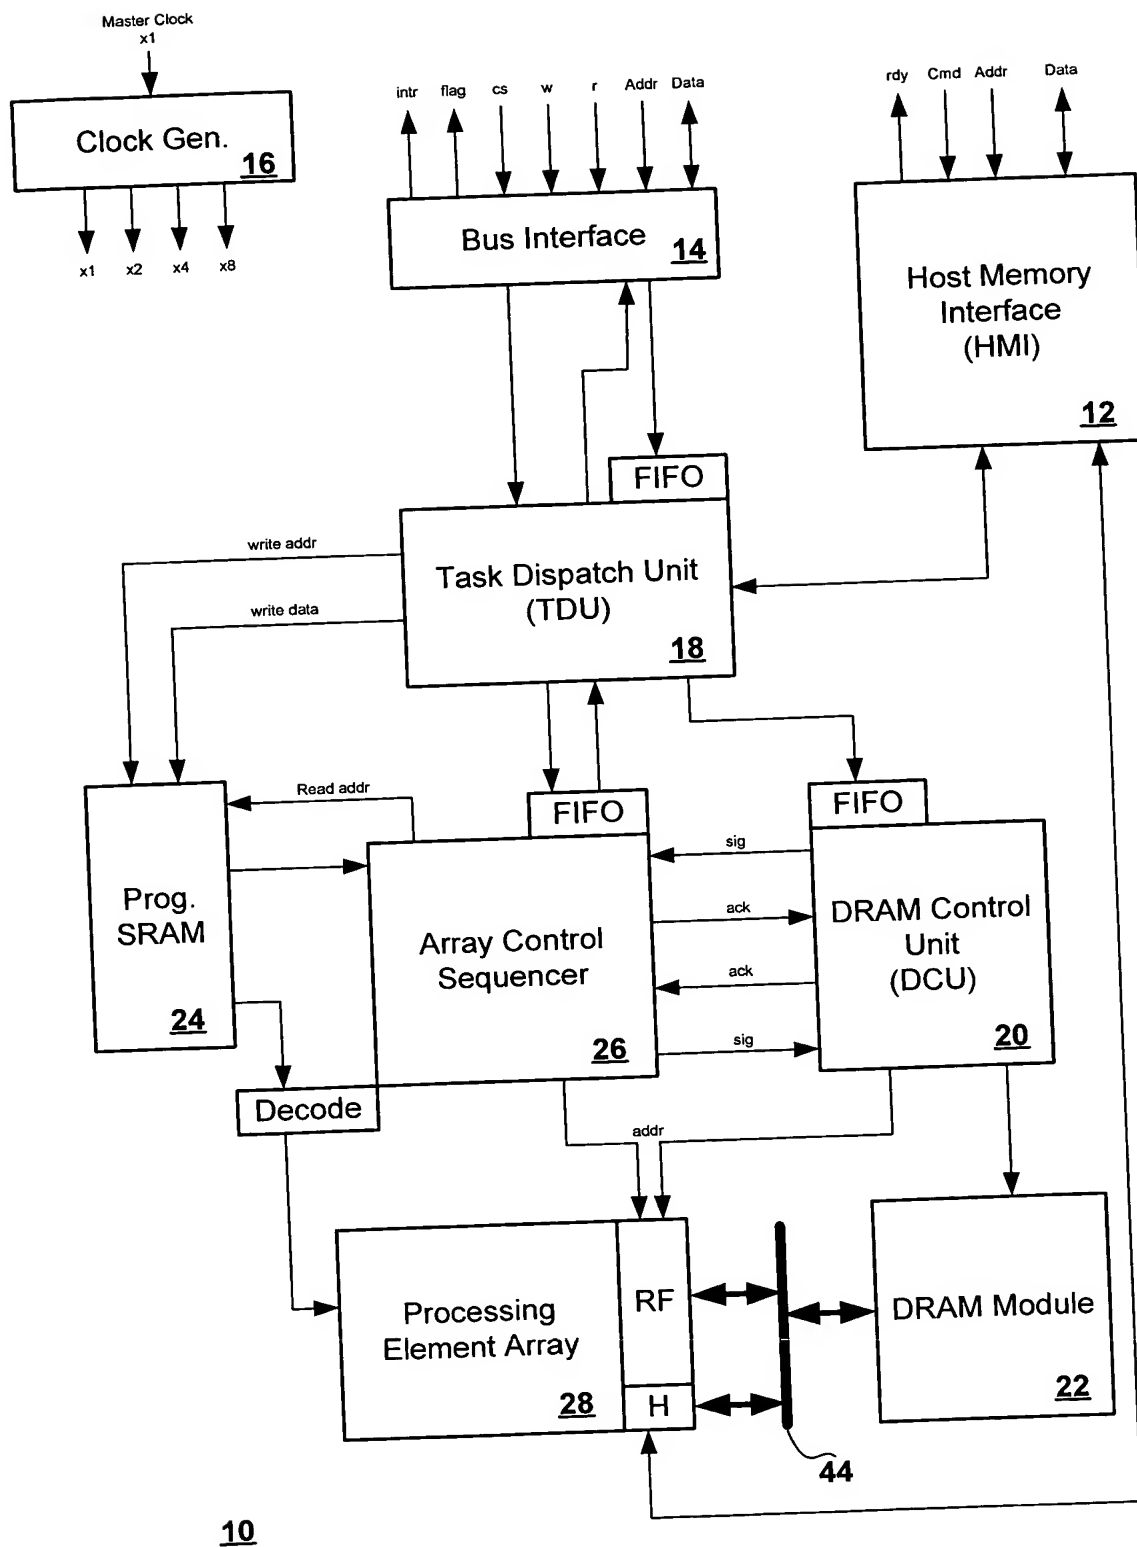 Master Clock
x1
Clock Gen.
16
x1 x2 x4 x8
intr flag cs w r Addr Data
Bus Interface
14
rdy Cmd Addr Data
Host Memory
Interface
(HMI)
12
FIFO
Task Dispatch Unit
(TDU)
18
write addr
write data
Read addr
FIFO
FIFO
Prog.
SRAM
24
Array Control
Sequencer
26
sig
ack
ack
sig
DRAM Control
Unit
(DCU)
20
Decode
addr
Processing
Element Array
28
RF
H
DRAM Module
22
44
10